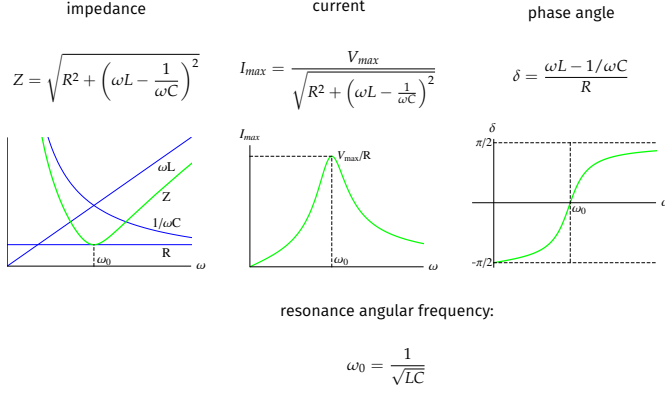 impedance
current
phase angle
Z = √(R² + (ωL − 1/ωC)²)
I_max = V_max / √(R² + (ωL − 1/ωC)²)
δ = (ωL − 1/ωC) / R
ωL
Z
1/ωC
R
ω₀
ω
I_max
V_max/R
ω₀
ω
δ
π/2
ω
ω₀
-π/2
resonance angular frequency:
ω₀ = 1/√(LC)